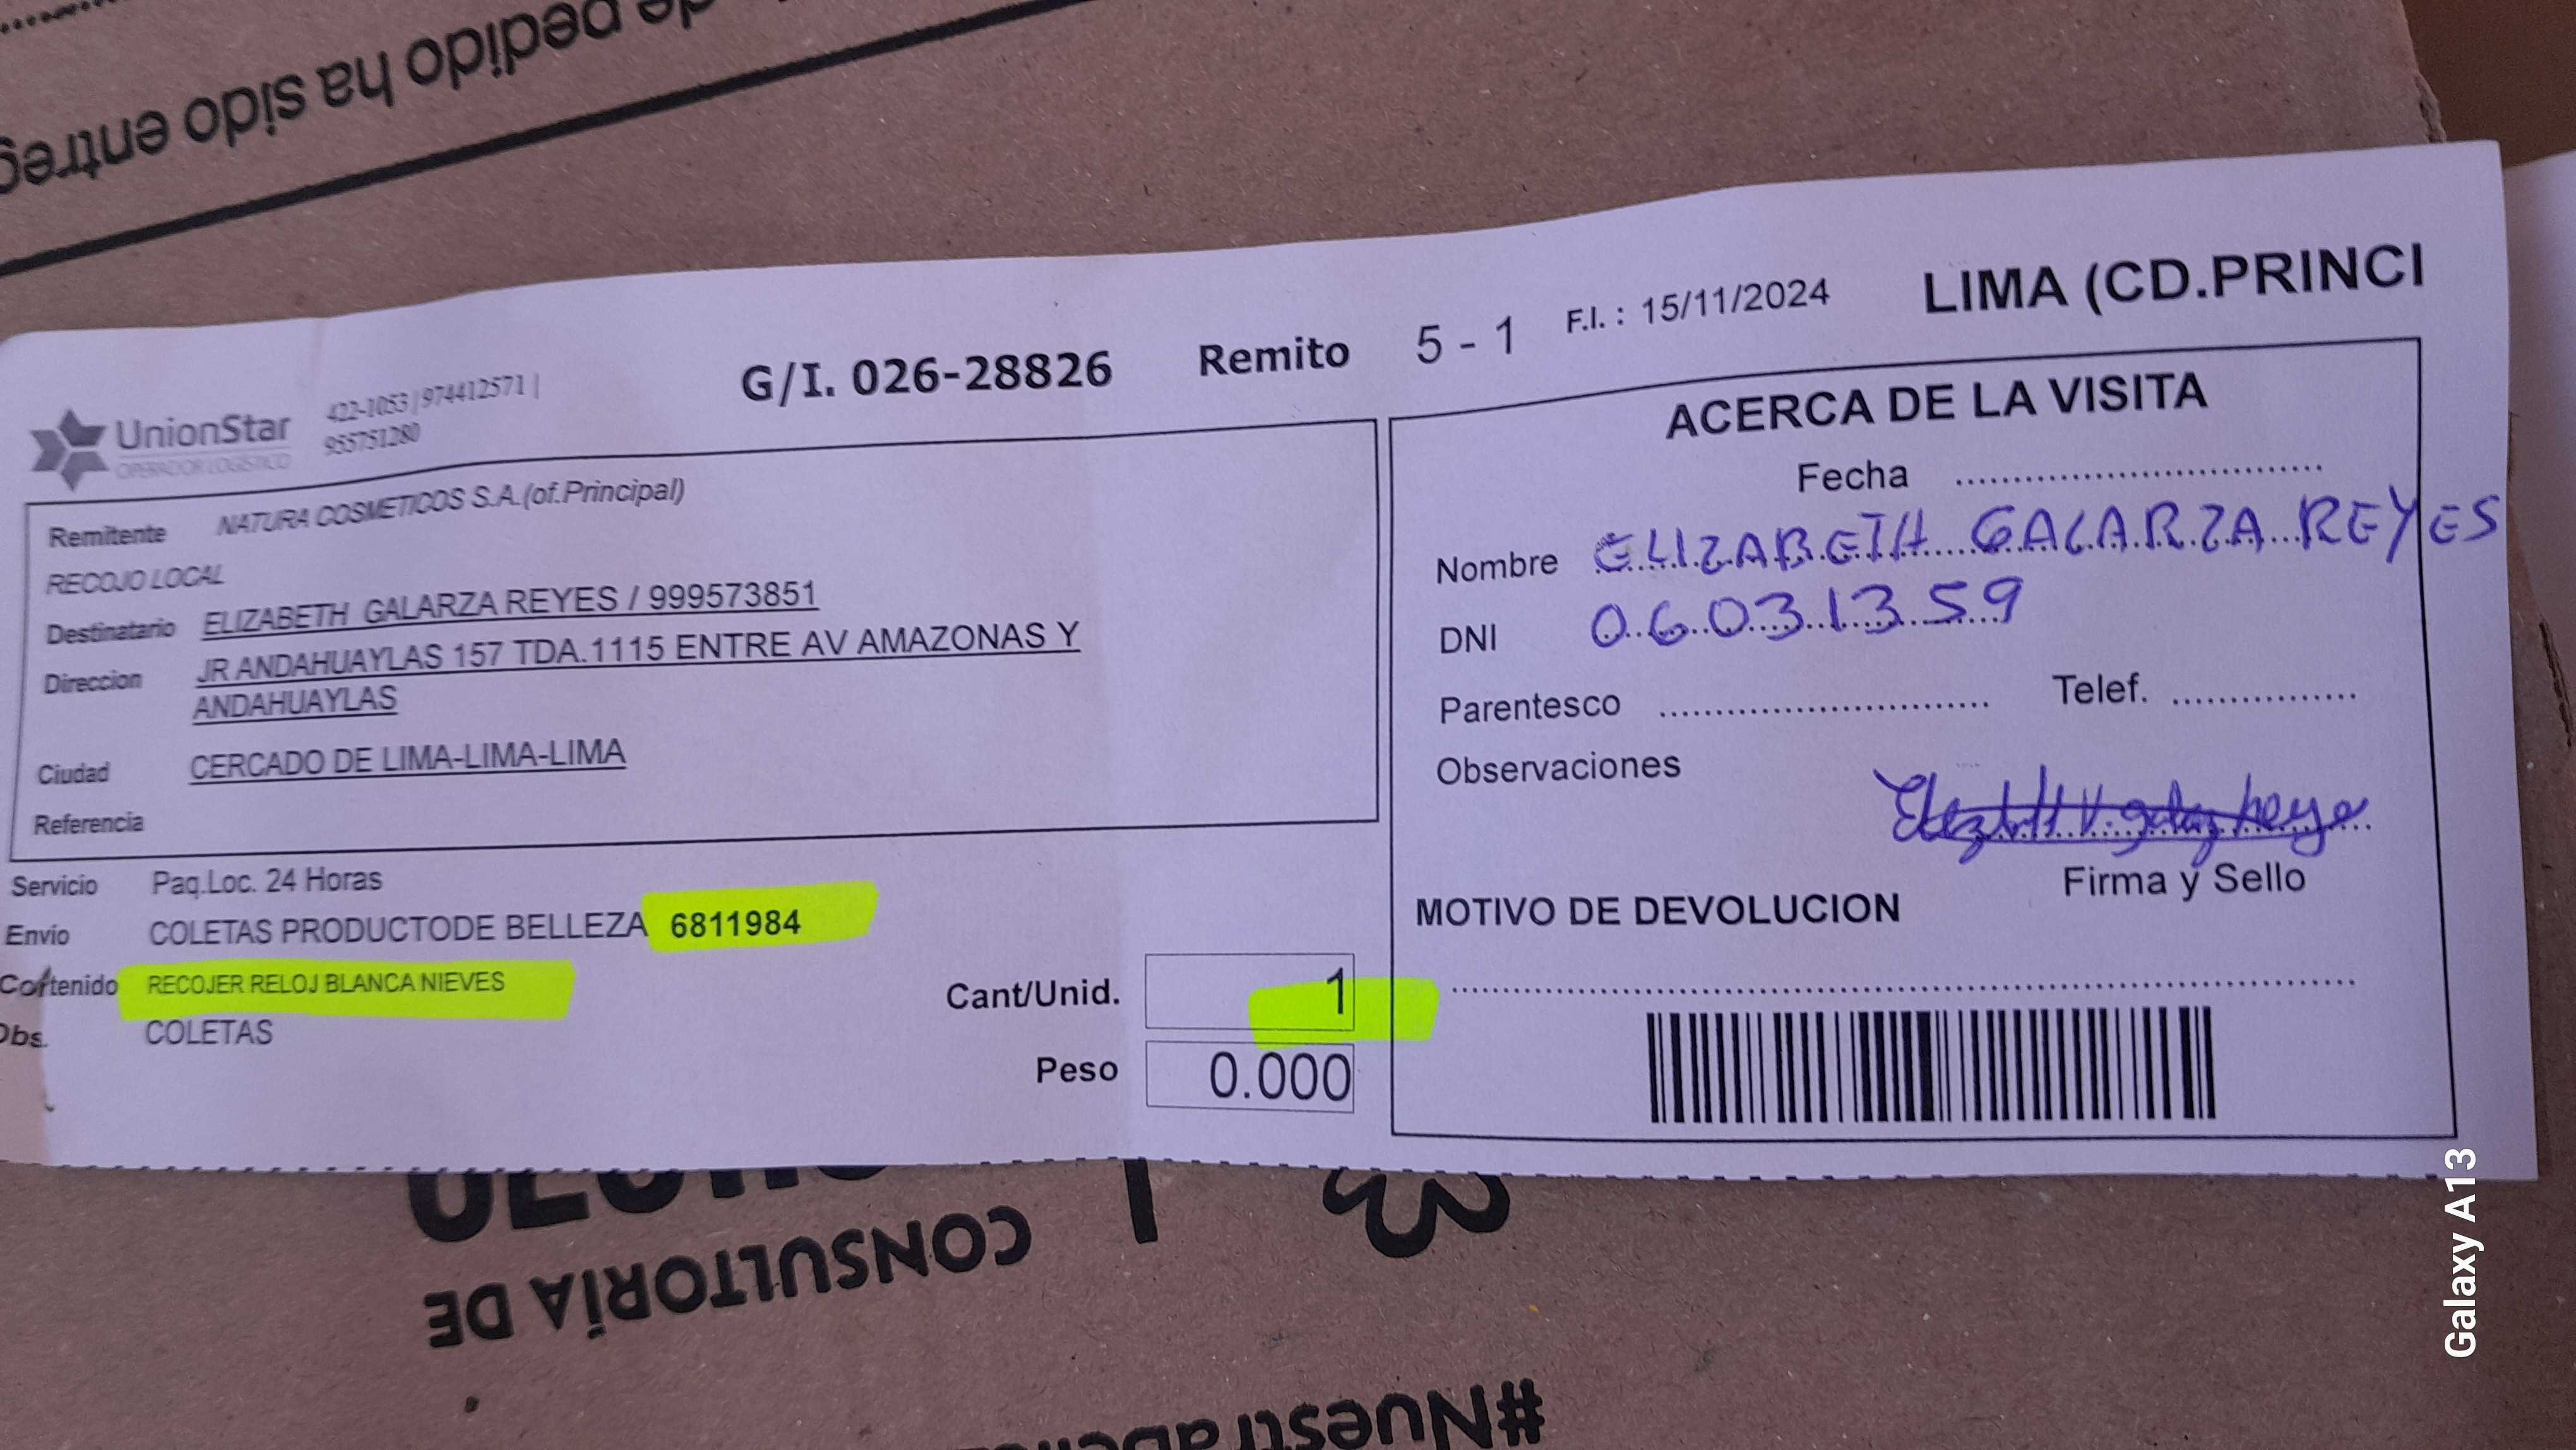 de pedido ha sido entreg
G/I. 026-28826 Remito 5 - 1 F.I. : 15/11/2024 LIMA (CD.PRINCI
UnionStar
OPERADOR LOGISTICO
422-1053 | 974412571 |
955751280
Remitente NATURA COSMETICOS S.A.(of.Principal)
RECOJO LOCAL
Destinatario ELIZABETH GALARZA REYES / 999573851
Direccion JR ANDAHUAYLAS 157 TDA.1115 ENTRE AV AMAZONAS Y
ANDAHUAYLAS
Ciudad CERCADO DE LIMA-LIMA-LIMA
Referencia
Servicio Paq.Loc. 24 Horas
Envio COLETAS PRODUCTODE BELLEZA 6811984
Contenido RECOJER RELOJ BLANCA NIEVES
Obs. COLETAS
Cant/Unid. 1
Peso 0.000
ACERCA DE LA VISITA
Fecha
Nombre ELIZABETH GALARZA REYES
DNI 06031359
Parentesco Telef.
Observaciones
Firma y Sello
MOTIVO DE DEVOLUCION
CONSULTORÍA DE
Galaxy A13